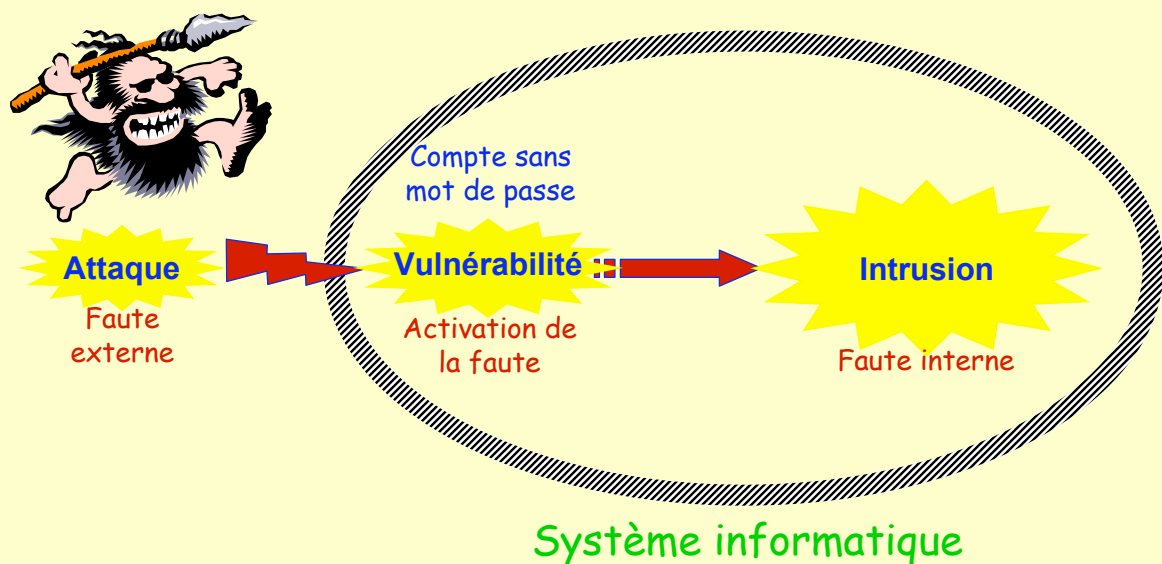 Compte sans
mot de passe
Attaque
Vulnérabilité
Intrusion
Faute
externe
Activation de
la faute
Faute interne
Système informatique